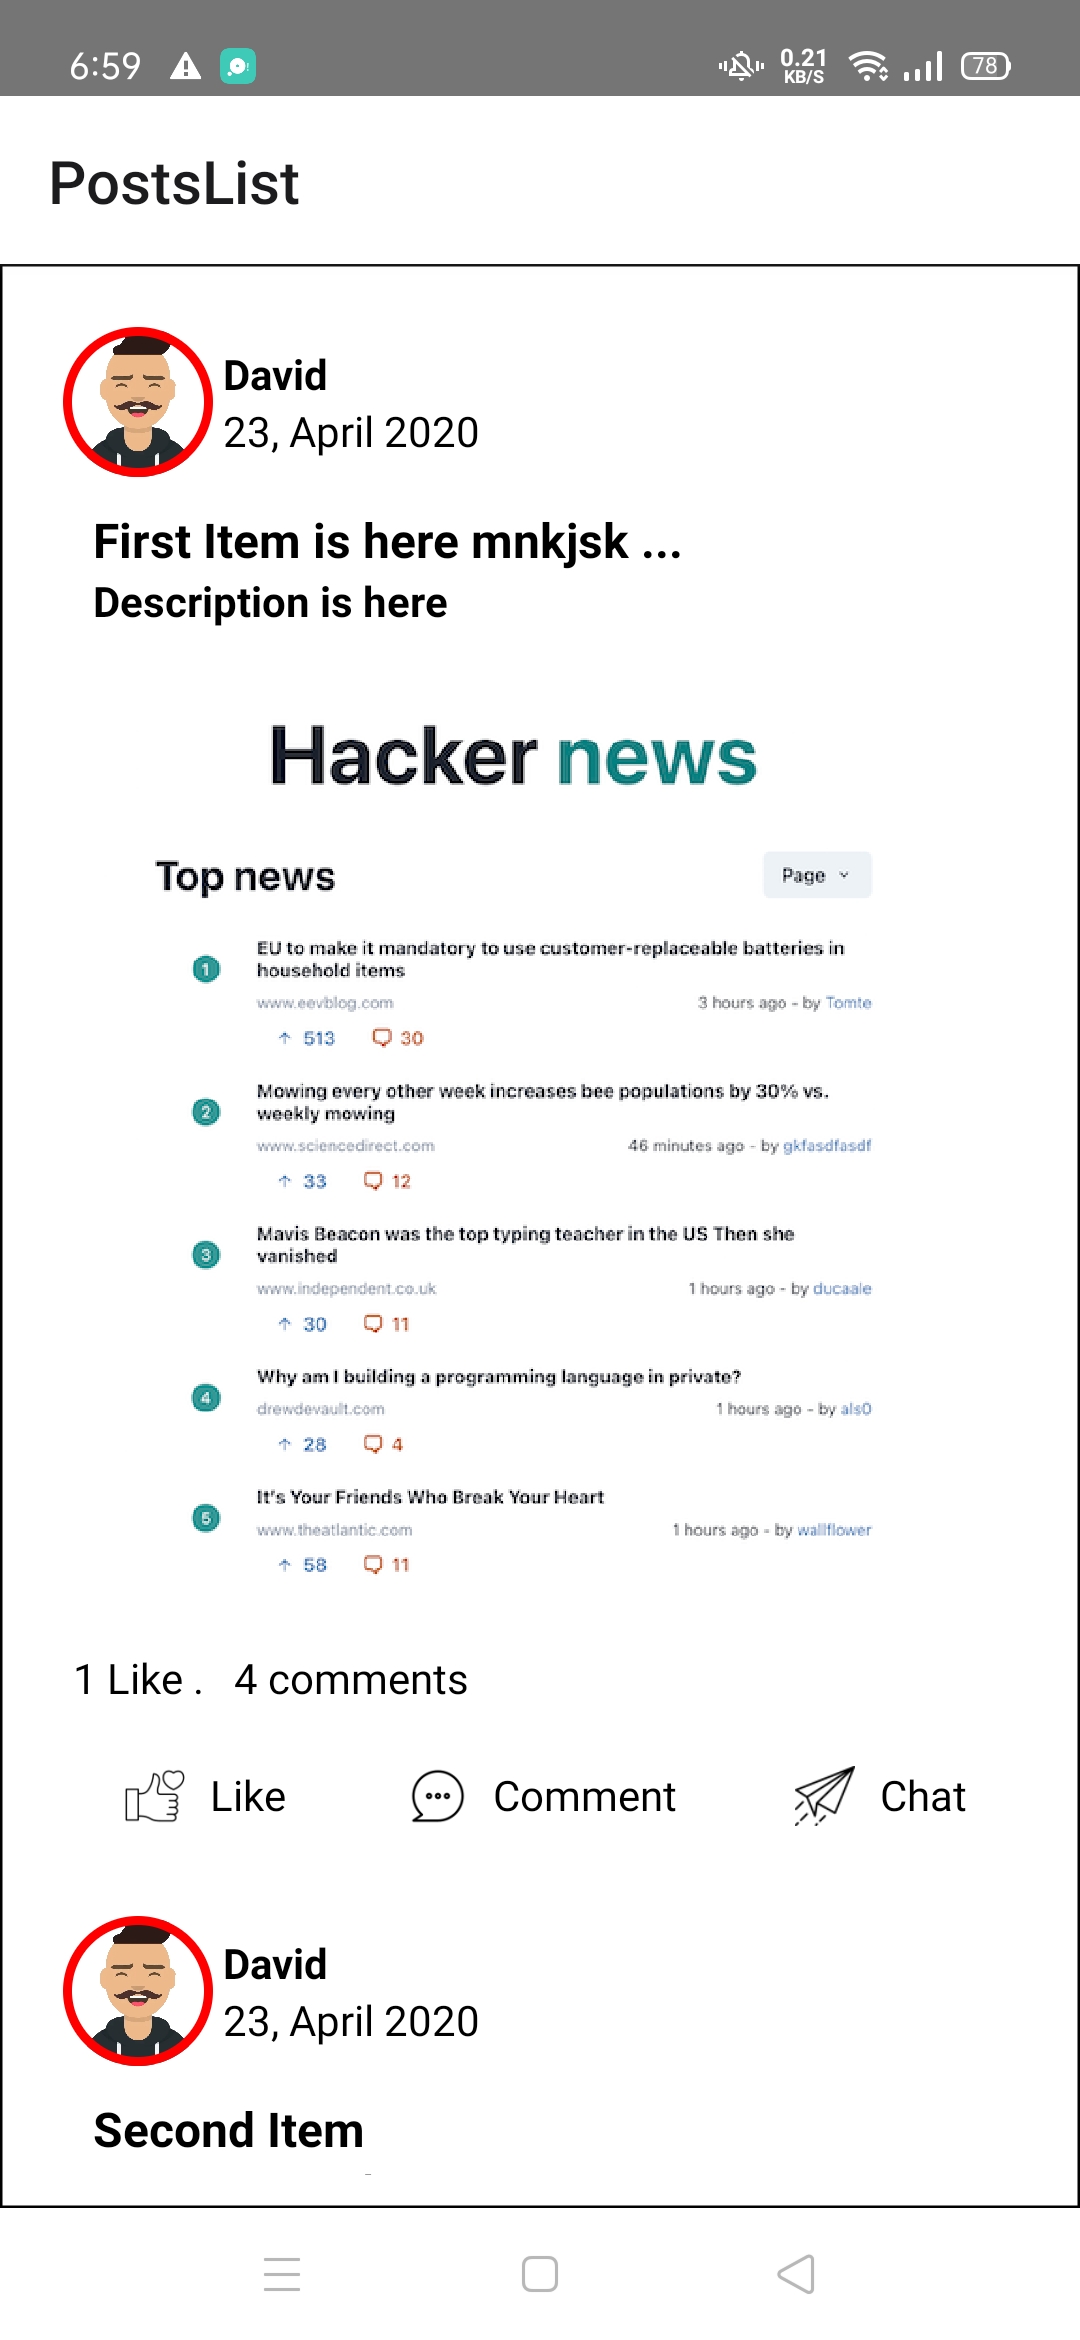 6:59
0.21
KB/S
78
PostsList
David
23, April 2020
First Item is here mnkjsk ...
Description is here
Hacker news
Top news
Page
1
EU to make it mandatory to use customer-replaceable batteries in
household items
www.eevblog.com
3 hours ago - by Tomte
513
30
2
Mowing every other week increases bee populations by 30% vs.
weekly mowing
www.sciencedirect.com
46 minutes ago - by gkfasdfasdf
33
12
3
Mavis Beacon was the top typing teacher in the US Then she
vanished
www.independent.co.uk
1 hours ago - by ducaale
30
11
4
Why am I building a programming language in private?
drewdevault.com
1 hours ago - by als0
28
4
5
It's Your Friends Who Break Your Heart
www.theatlantic.com
1 hours ago - by wallflower
58
11
1 Like . 4 comments
Like
Comment
Chat
David
23, April 2020
Second Item